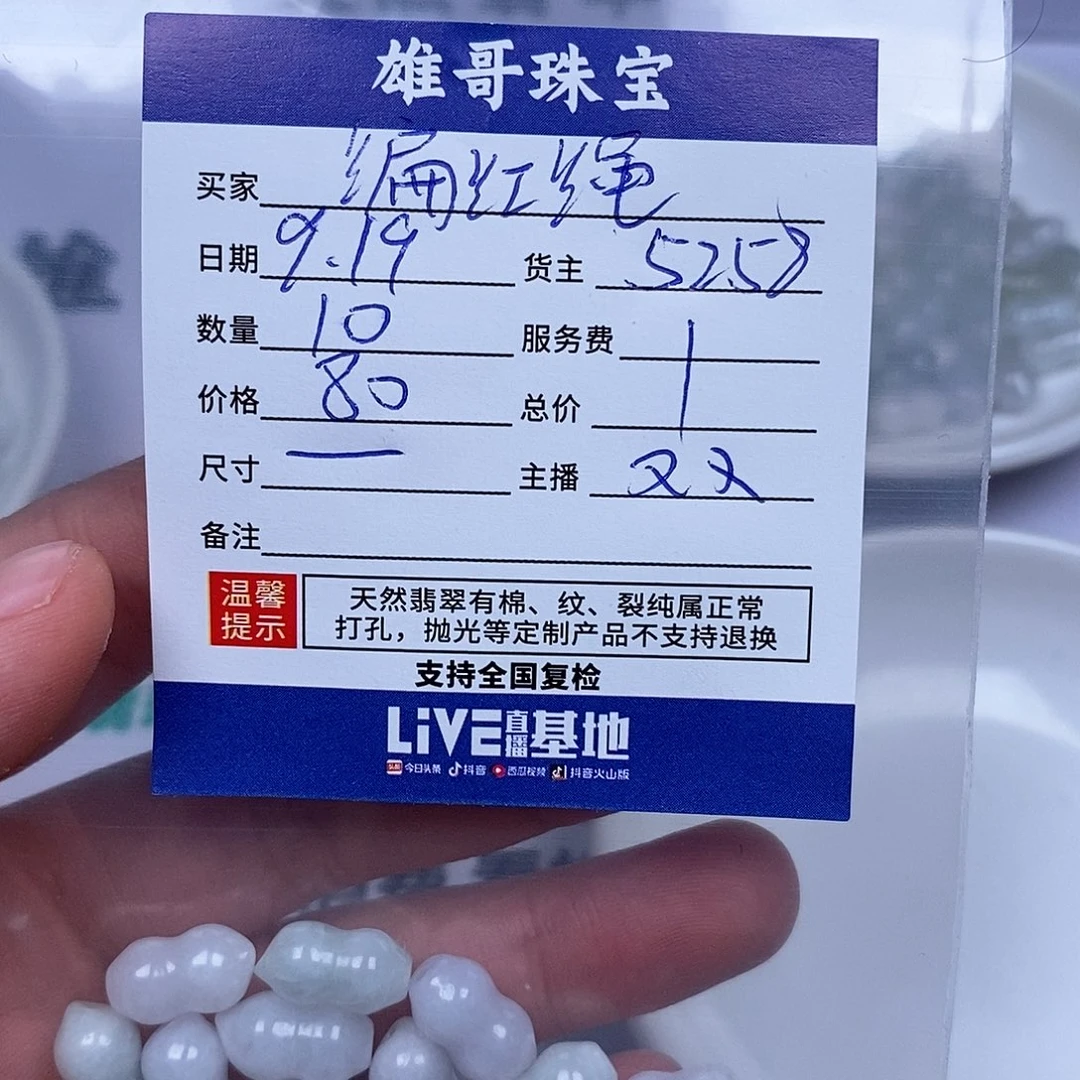 雄哥珠宝
买家 编红绳
日期 9.19 货主 5258
数量 10 服务费
价格 80 总价
尺寸 — 主播 又又
备注
温馨提示 天然翡翠有棉、纹、裂纯属正常
打孔，抛光等定制产品不支持退换
支持全国复检
LiVE直播基地
头条 今日头条 抖音 西瓜视频 抖音火山版